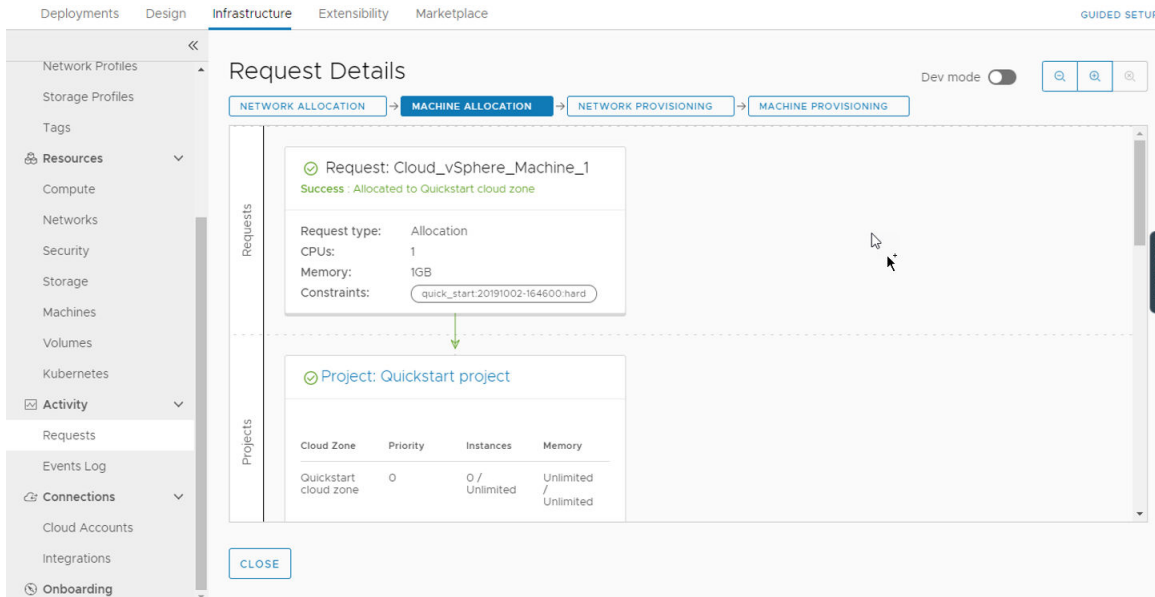 Deployments Design Infrastructure Extensibility Marketplace
GUIDED SETUP
Network Profiles
Storage Profiles
Tags
Resources
Compute
Networks
Security
Storage
Machines
Volumes
Kubernetes
Activity
Requests
Events Log
Connections
Cloud Accounts
Integrations
Onboarding
Request Details
Dev mode
NETWORK ALLOCATION
MACHINE ALLOCATION
NETWORK PROVISIONING
MACHINE PROVISIONING
Requests
Request: Cloud_vSphere_Machine_1
Success : Allocated to Quickstart cloud zone
Request type: Allocation
CPUs: 1
Memory: 1GB
Constraints: quick_start:20191002-164600:hard
Projects
Project: Quickstart project
Cloud Zone Priority Instances Memory
Quickstart 0 0 / Unlimited
cloud zone Unlimited /
Unlimited
CLOSE